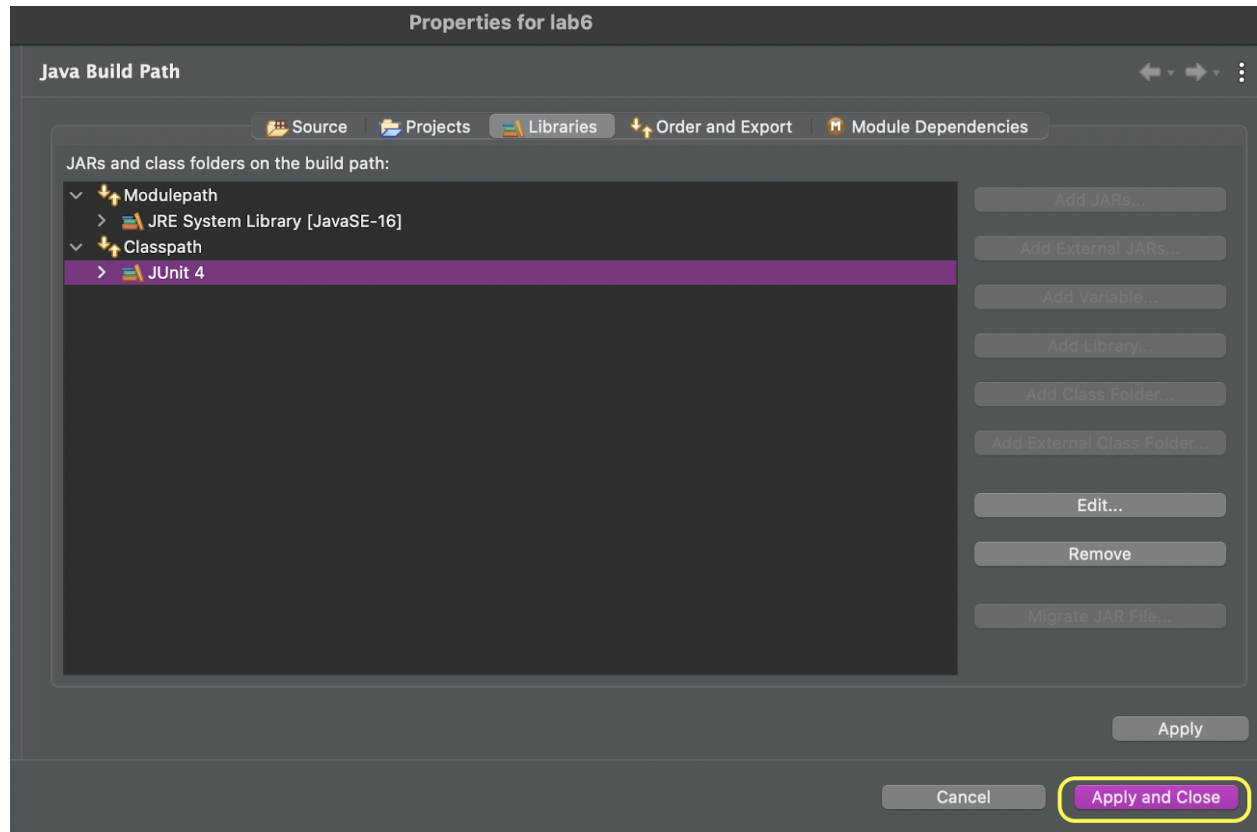 Properties for lab6
Java Build Path
Source Projects Libraries Order and Export Module Dependencies
JARs and class folders on the build path:
Modulepath
JRE System Library [JavaSE-16]
Classpath
JUnit 4
Add JARs...
Add External JARs...
Add Variable...
Add Library...
Add Class Folder...
Add External Class Folder...
Edit...
Remove
Migrate JAR File...
Apply
Cancel Apply and Close